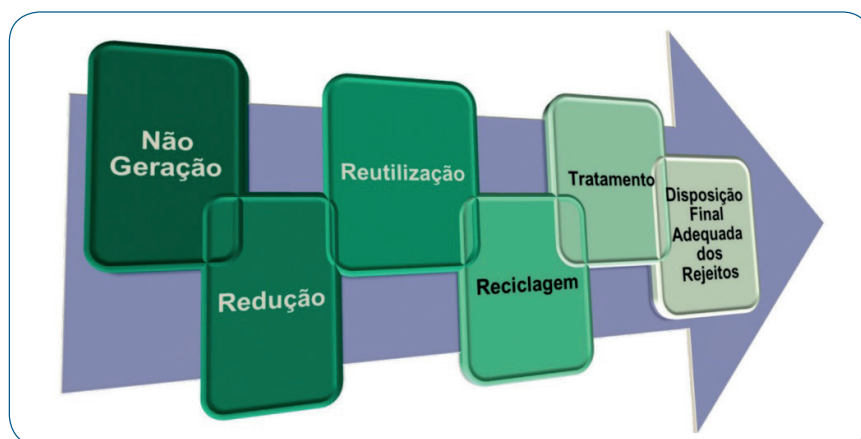 Não
Geração
Redução
Reutilização
Reciclagem
Tratamento
Disposição
Final
Adequada
dos
Rejeitos